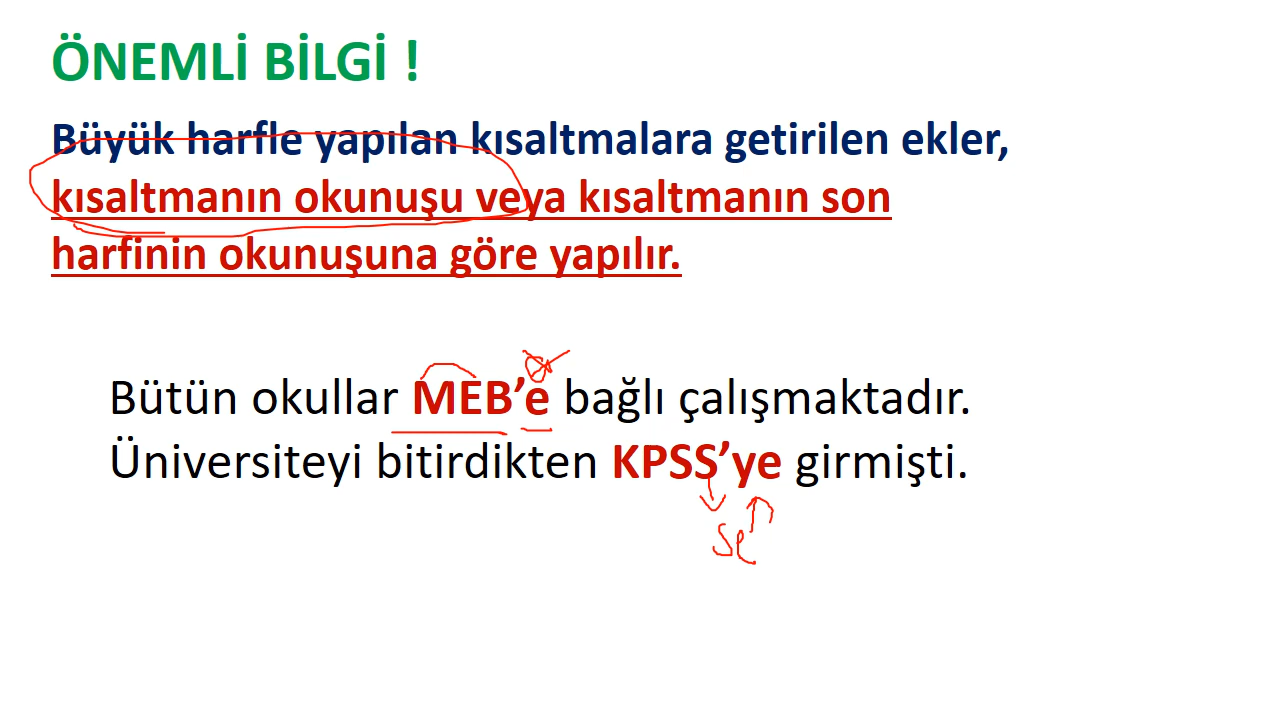 ÖNEMLİ BİLGİ !
Büyük harfle yapılan kısaltmalara getirilen ekler,
kısaltmanın okunuşu veya kısaltmanın son
harfinin okunuşuna göre yapılır.
Bütün okullar MEB’e bağlı çalışmaktadır.
Üniversiteyi bitirdikten KPSS’ye girmişti.
se